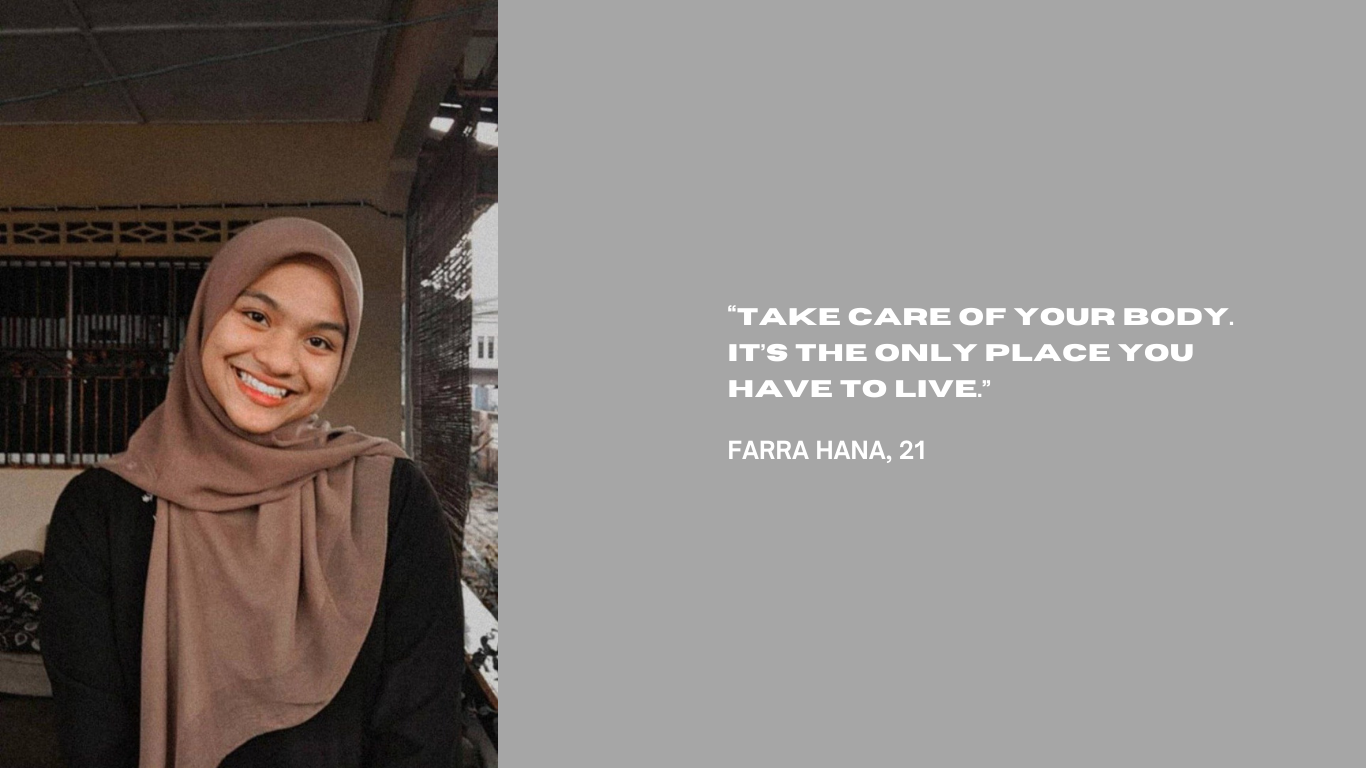 “TAKE CARE OF YOUR BODY.
IT’S THE ONLY PLACE YOU
HAVE TO LIVE.”
FARRA HANA, 21